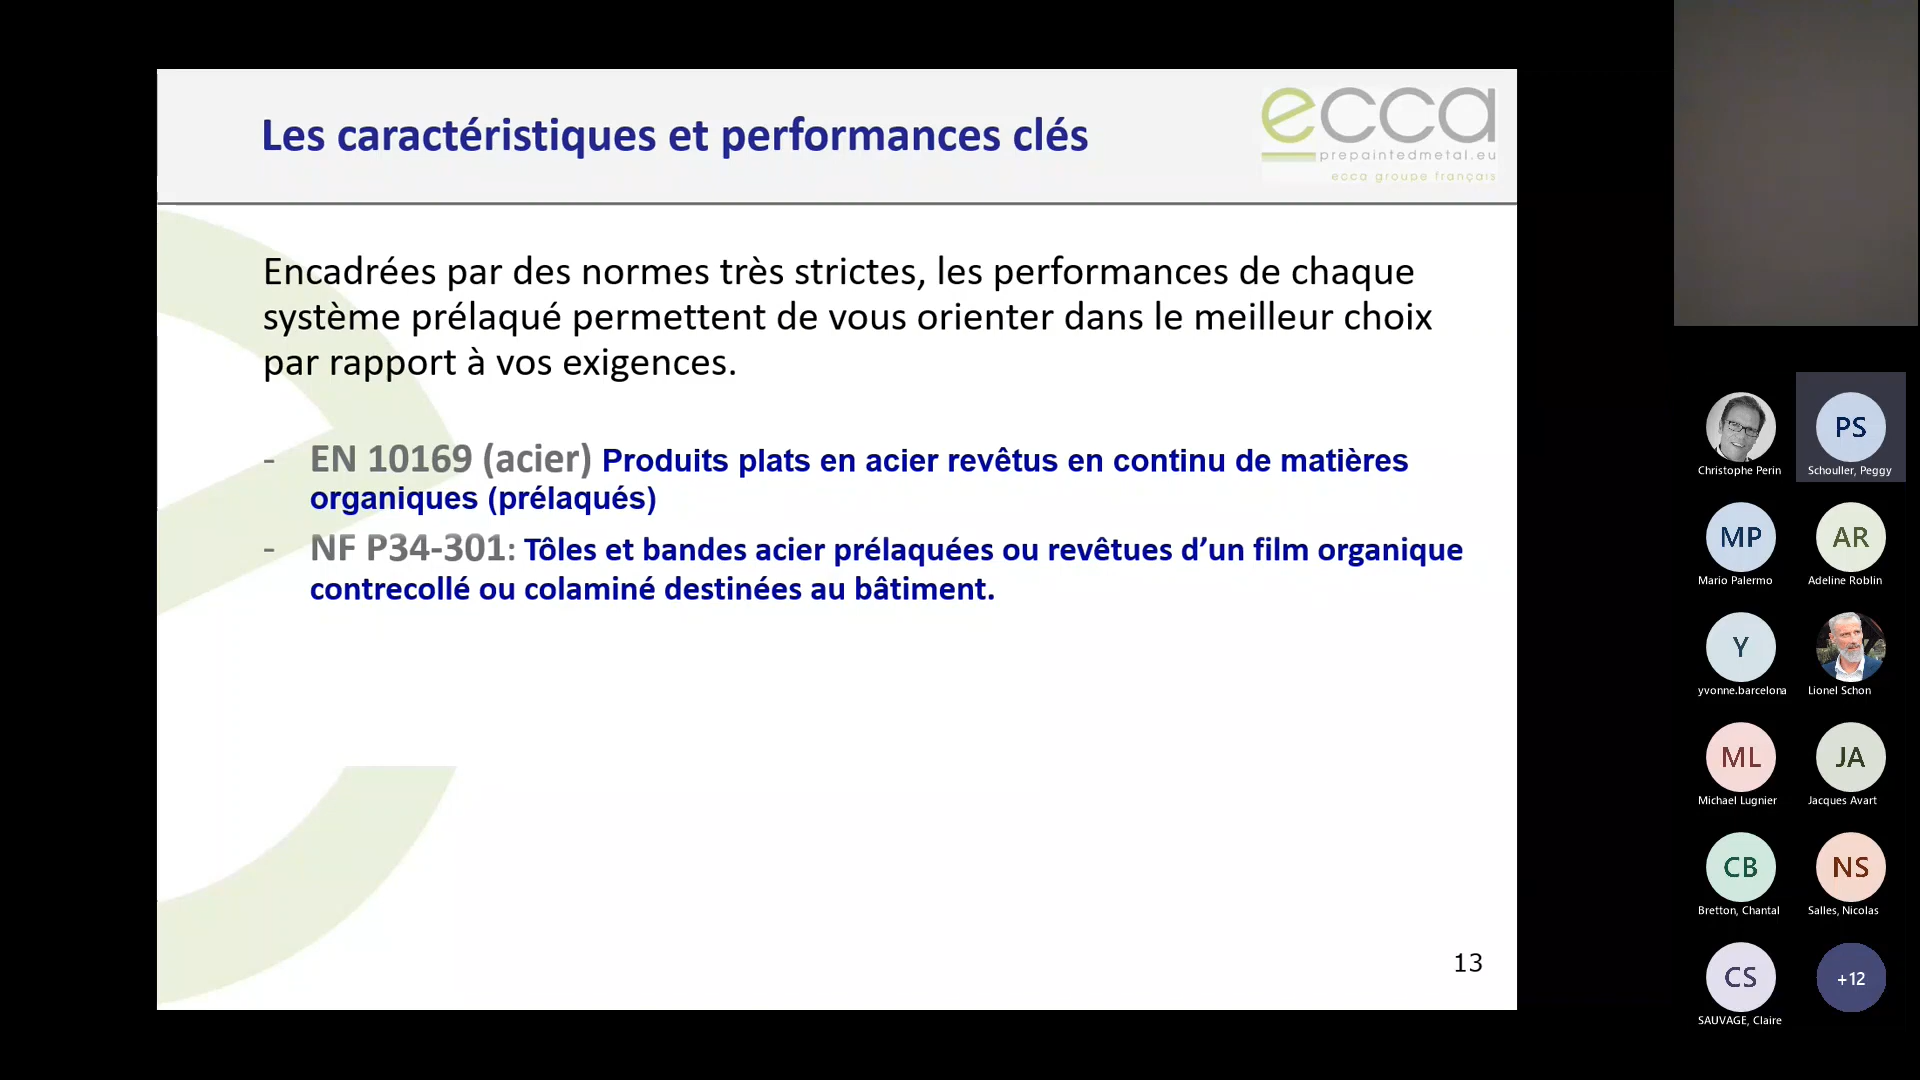 Les caractéristiques et performances clés
ecca
prepaintedmetal.eu
ecca groupe français
Encadrées par des normes très strictes, les performances de chaque
système prélaqué permettent de vous orienter dans le meilleur choix
par rapport à vos exigences.
- EN 10169 (acier) Produits plats en acier revêtus en continu de matières
organiques (prélaqués)
- NF P34-301: Tôles et bandes acier prélaquées ou revêtues d’un film organique
contrecollé ou colaminé destinées au bâtiment.
13
Christophe Perin
PS
Schouller, Peggy
MP
Mario Palermo
AR
Adeline Roblin
Y
yvonne.barcelona
Lionel Schon
ML
Michael Lugnier
JA
Jacques Avart
CB
Bretton, Chantal
NS
Salles, Nicolas
CS
SAUVAGE, Claire
+12